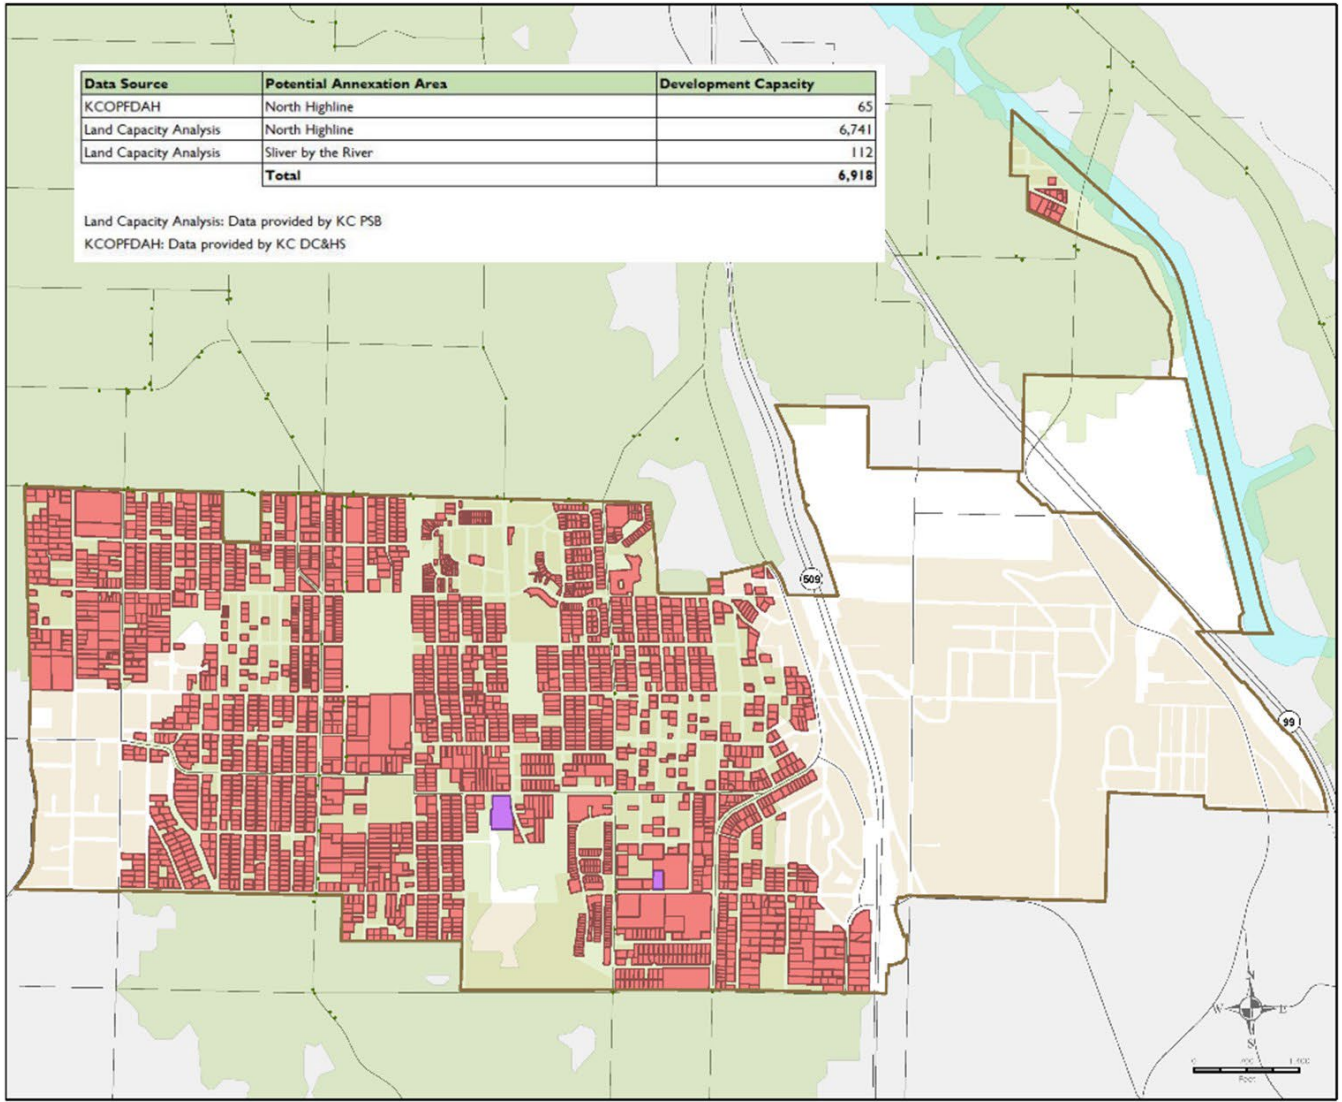 Data Source Potential Annexation Area Development Capacity
KCOPFDAH North Highline 65
Land Capacity Analysis North Highline 6,741
Land Capacity Analysis Sliver by the River 112
Total 6,918
Land Capacity Analysis: Data provided by KC PSB
KCOPFDAH: Data provided by KC DC&HS
509
99
N
W E
S
0
Feet